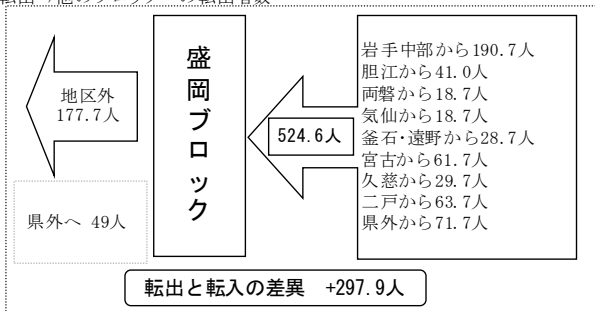 転出→他のブロックへの転出者数
地区外
177.7人
県外へ 49人
盛岡ブロック
524.6人
岩手中部から190.7人
胆江から41.0人
両磐から18.7人
気仙から18.7人
釜石・遠野から28.7人
宮古から61.7人
久慈から29.7人
二戸から63.7人
県外から71.7人
転出と転入の差異 +297.9人